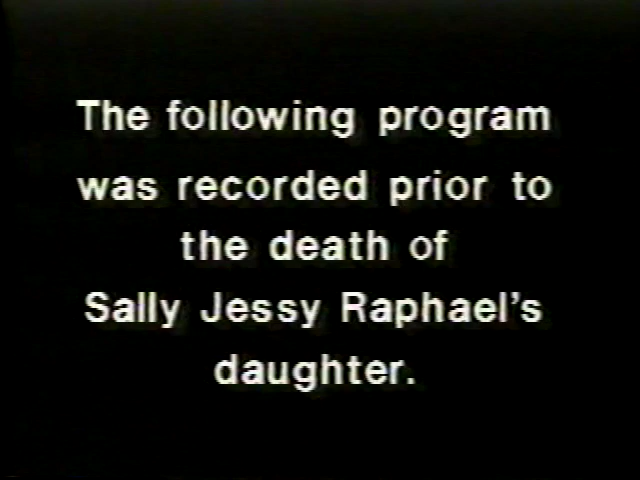 The following program
was recorded prior to
the death of
Sally Jessy Raphael's
daughter.